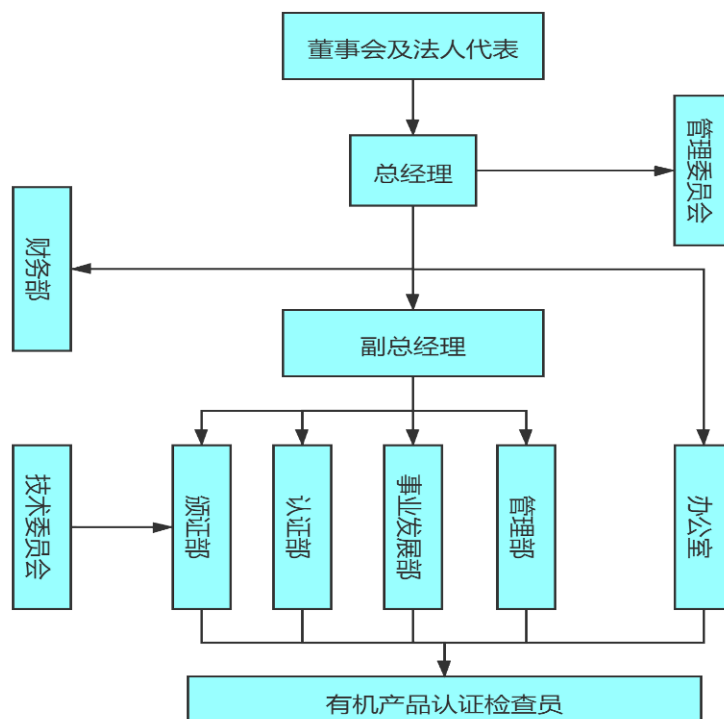 董事会及法人代表
总经理
管理委员会
财务部
副总经理
技术委员会
颁证部
认证部
事业发展部
管理部
办公室
有机产品认证检查员